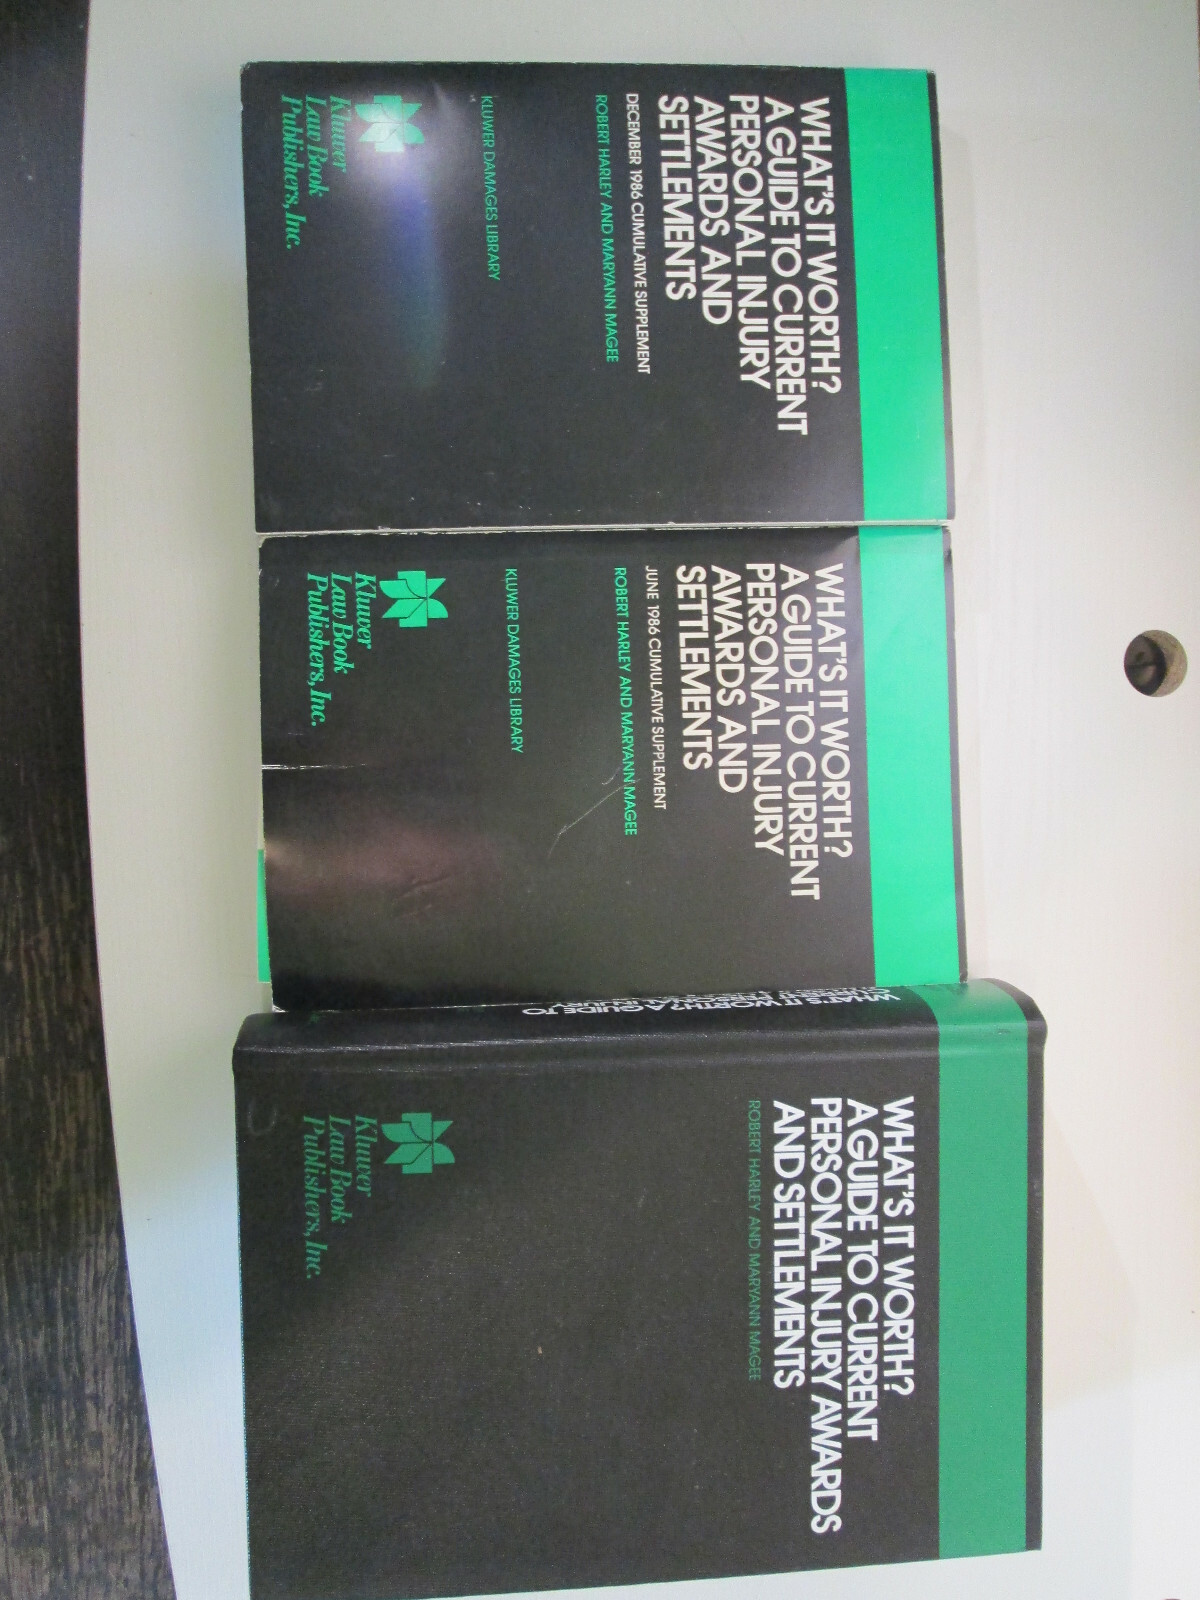 WHAT'S IT WORTH?
A GUIDE TO CURRENT
PERSONAL INJURY
AWARDS AND
SETTLEMENTS
DECEMBER 1986 CUMULATIVE SUPPLEMENT
ROBERT HARLEY AND MARYANN MAGEE
KLUWER DAMAGES LIBRARY
Kluwer
Law Book
Publishers, Inc.
WHAT'S IT WORTH?
A GUIDE TO CURRENT
PERSONAL INJURY
AWARDS AND
SETTLEMENTS
JUNE 1986 CUMULATIVE SUPPLEMENT
ROBERT HARLEY AND MARYANN MAGEE
KLUWER DAMAGES LIBRARY
Kluwer
Law Book
Publishers, Inc.
WHAT'S IT WORTH? A GUIDE TO
PERSONAL INJURY
WHAT'S IT WORTH?
A GUIDE TO CURRENT
PERSONAL INJURY AWARDS
AND SETTLEMENTS
ROBERT HARLEY AND MARYANN MAGEE
Kluwer
Law Book
Publishers, Inc.